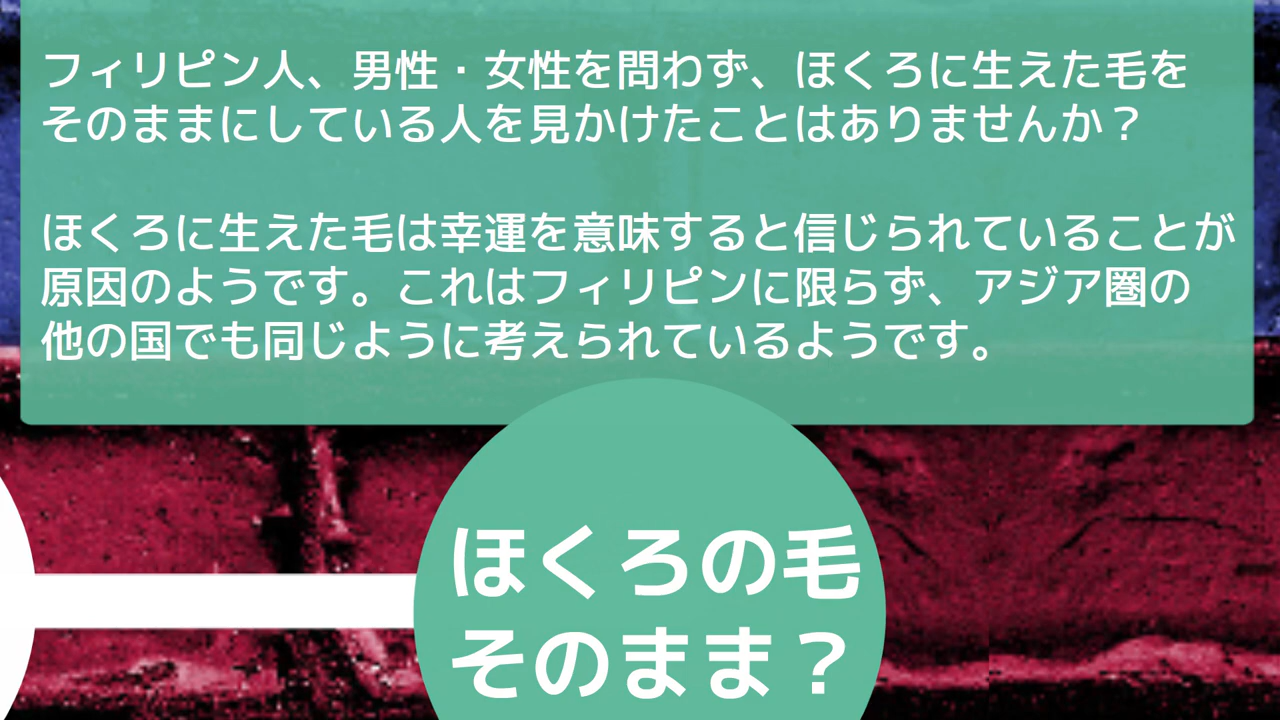 フィリピン人、男性・女性を問わず、ほくろに生えた毛を
そのままにしている人を見かけたことはありませんか？
ほくろに生えた毛は幸運を意味すると信じられていることが
原因のようです。これはフィリピンに限らず、アジア圏の
他の国でも同じように考えられているようです。
ほくろの毛
そのまま？